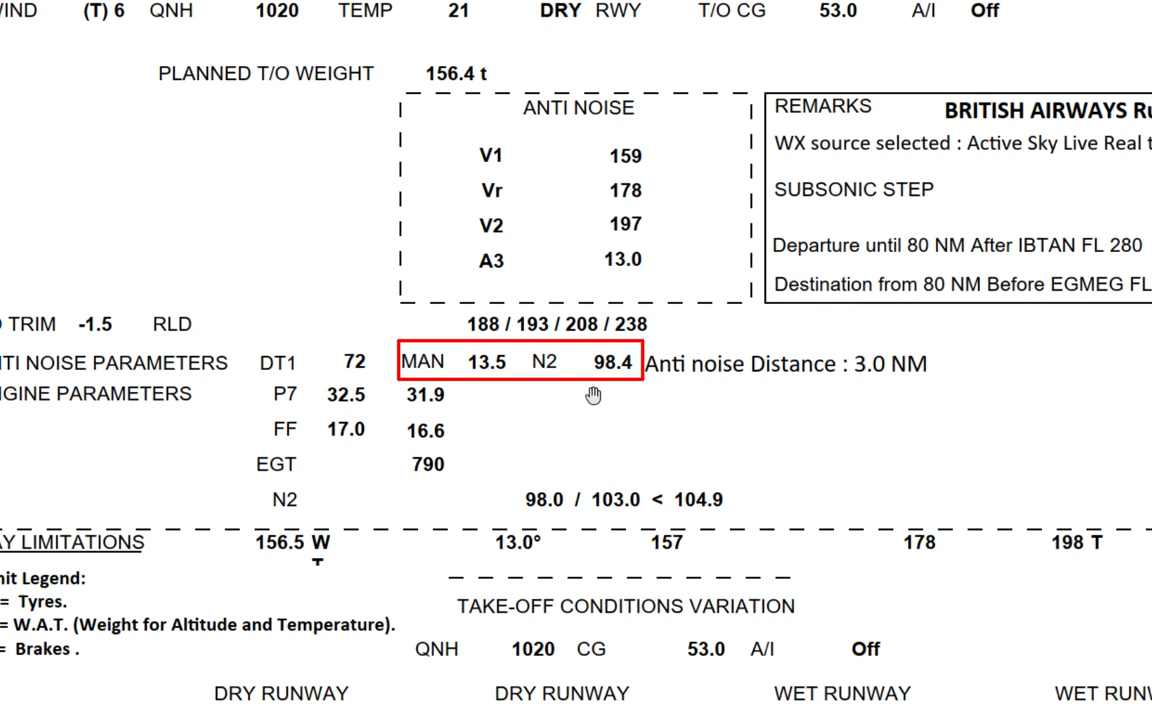 (T) 6 QNH 1020 TEMP 21 DRY RWY T/O CG 53.0 A/I Off
PLANNED T/O WEIGHT 156.4 t
ANTI NOISE
V1 159
Vr 178
V2 197
A3 13.0
REMARKS BRITISH AIRWAYS
WX source selected : Active Sky Live Real
SUBSONIC STEP
Departure until 80 NM After IBTAN FL 280
Destination from 80 NM Before EGMEG FL
TRIM -1.5 RLD 188 / 193 / 208 / 238
NOISE PARAMETERS DT1 72 MAN 13.5 N2 98.4 Anti noise Distance : 3.0 NM
PARAMETERS P7 32.5 31.9
FF 17.0 16.6
EGT 790
N2 98.0 / 103.0 < 104.9
LIMITATIONS 156.5 W 13.0° 157 178 198 T
Legend:
= Tyres.
= W.A.T. (Weight for Altitude and Temperature).
= Brakes .
TAKE-OFF CONDITIONS VARIATION
QNH 1020 CG 53.0 A/I Off
DRY RUNWAY DRY RUNWAY WET RUNWAY WET